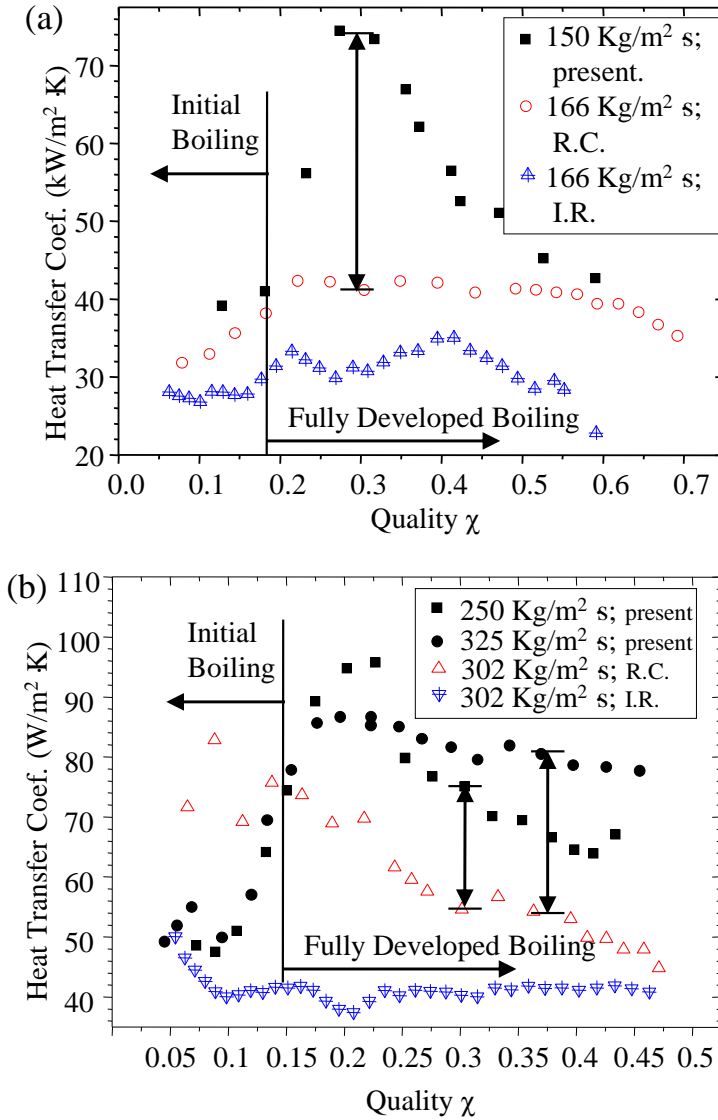 (a)
Heat Transfer Coef. (kW/m² ·K)
70
60
50
40
30
20
0.0 0.1 0.2 0.3 0.4 0.5 0.6 0.7
Quality χ
Initial
Boiling
Fully Developed Boiling
150 Kg/m² s;
present.
166 Kg/m² s;
R.C.
166 Kg/m² s;
I.R.
(b)
Heat Transfer Coef. (W/m² ·K)
110
100
90
80
70
60
50
40
0.05 0.1 0.15 0.2 0.25 0.3 0.35 0.4 0.45 0.5
Quality χ
Initial
Boiling
Fully Developed Boiling
250 Kg/m² s; present
325 Kg/m² s; present
302 Kg/m² s; R.C.
302 Kg/m² s; I.R.